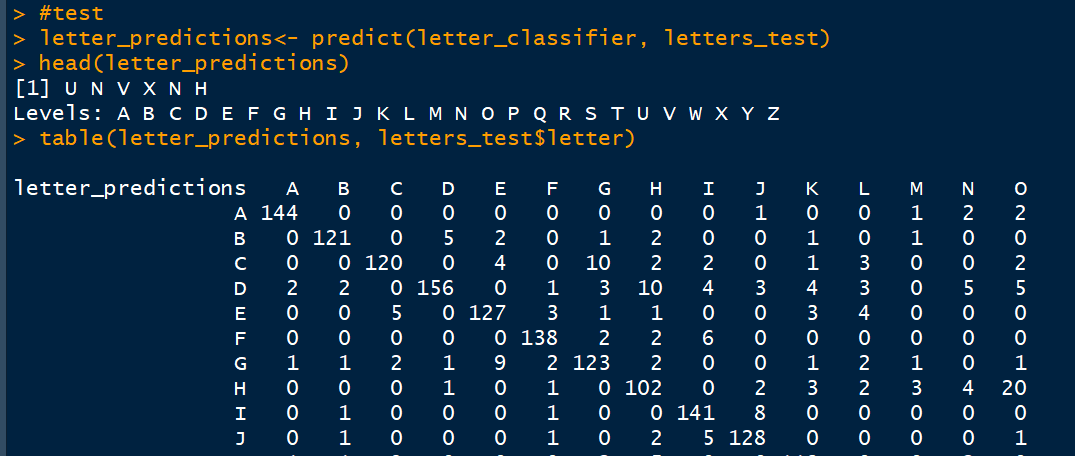 > #test
> letter_predictions<- predict(letter_classifier, letters_test)
> head(letter_predictions)
[1] U N V X N H
Levels: A B C D E F G H I J K L M N O P Q R S T U V W X Y Z
> table(letter_predictions, letters_test$letter)
letter_predictions A B C D E F G H I J K L M N O
A 144 0 0 0 0 0 0 0 0 1 0 0 1 2 2
B 0 121 0 5 2 0 1 2 0 0 1 0 1 0 0
C 0 0 120 0 4 0 10 2 2 0 1 3 0 0 2
D 2 2 0 156 0 1 3 10 4 3 4 3 0 5 5
E 0 0 5 0 127 3 1 1 0 0 3 4 0 0 0
F 0 0 0 0 0 138 2 2 6 0 0 0 0 0 0
G 1 1 2 1 9 2 123 2 0 0 1 2 1 0 1
H 0 0 0 1 0 1 0 102 0 2 3 2 3 4 20
I 0 1 0 0 0 1 0 0 141 8 0 0 0 0 0
J 0 1 0 0 0 1 0 2 5 128 0 0 0 0 1